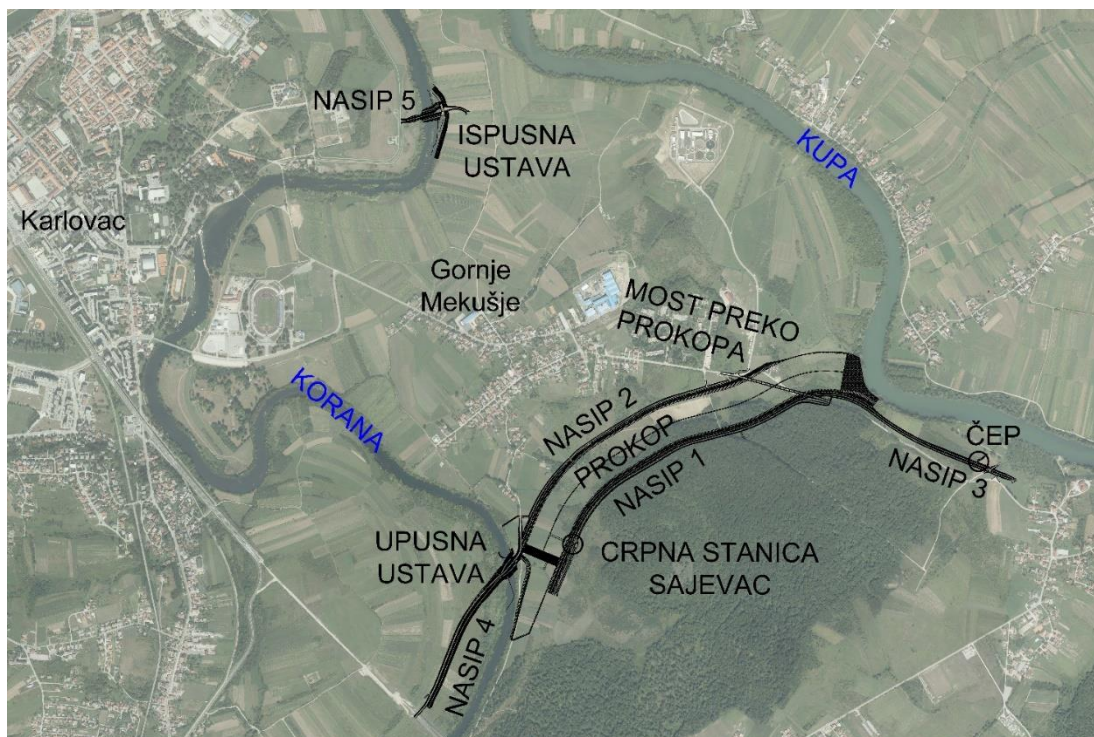 NASIP 5
ISPUSNA
USTAVA
KUPA
Karlovac
Gornje
Mekušje
MOST PREKO
PROKOPA
KORANA
NASIP 2
PROKOP
NASIP 1
ČEP
NASIP 3
UPUSNA
USTAVA
CRPNA STANICA
SAJEVAC
NASIP 4